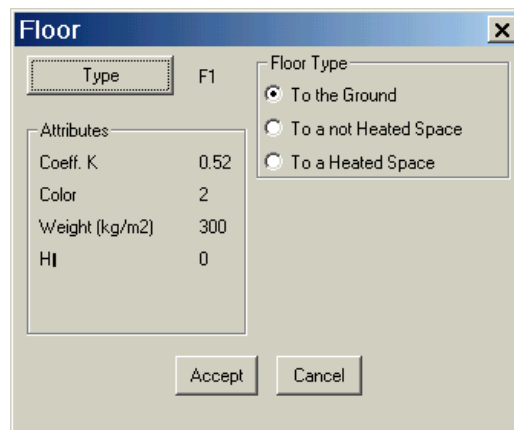 Floor
Type F1
Floor Type
To the Ground
To a not Heated Space
To a Heated Space
Attributes
Coeff. K 0.52
Color 2
Weight (kg/m2) 300
HI 0
Accept Cancel